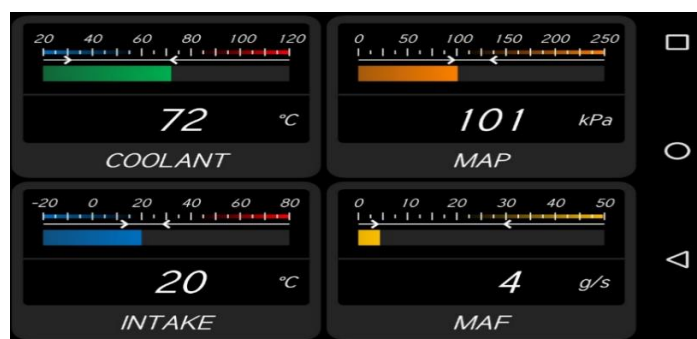 20 40 60 80 100 120
72 °C
COOLANT
0 50 100 150 200 250
101 kPa
MAP
-20 0 20 40 60 80
20 °C
INTAKE
0 10 20 30 40 50
4 g/s
MAF